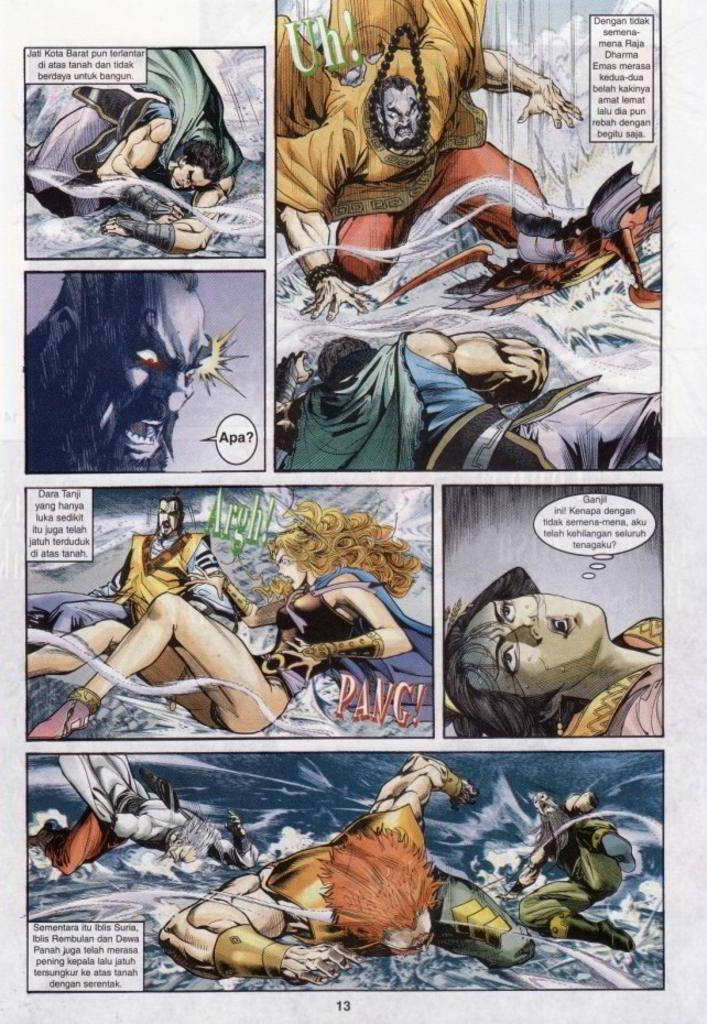 Jati Kota Barat pun terlantar
di atas tanah dan tidak
berdaya untuk bangun.
Uh!
Dengan tidak
semena-
mena Raja
Dharma
Emas merasa
kedua-dua
belah kakinya
amat lemat
lalu dia pun
rebah dengan
begitu saja.
Apa?
Dara Tanji
yang hanya
luka sedikit
itu juga telah
jatuh terduduk
di atas tanah.
Argh!
PANG!
Ganjil
ini! Kenapa dengan
tidak semena-mena, aku
telah kehilangan seluruh
tenagaku?
Sementara itu Iblis Suria,
Iblis Rembulan dan Dewa
Panah juga telah merasa
pening kepala lalu jatuh
tersungkur ke atas tanah
dengan serentak.
13